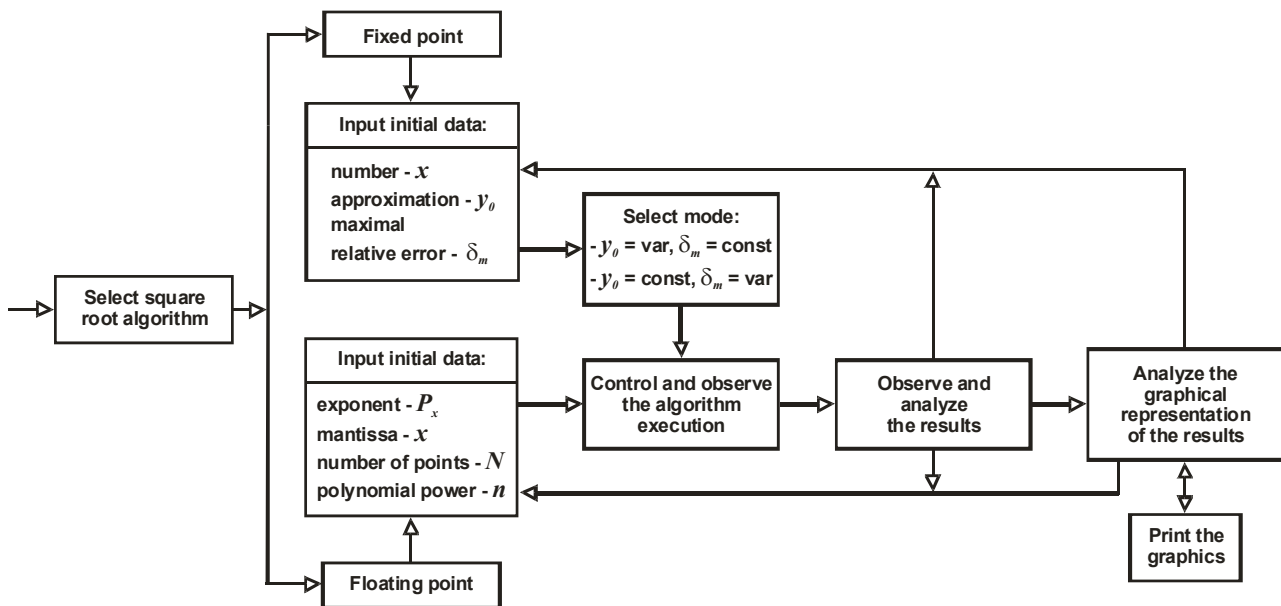 Fixed point
Input initial data:
number - x
approximation - y₀
maximal
relative error - δₘ
Select mode:
- y₀ = var, δₘ = const
- y₀ = const, δₘ = var
Select square
root algorithm
Input initial data:
exponent - Pₓ
mantissa - x
number of points - N
polynomial power - n
Control and observe
the algorithm
execution
Observe and
analyze
the results
Analyze the
graphical
representation
of the results
Print the
graphics
Floating point